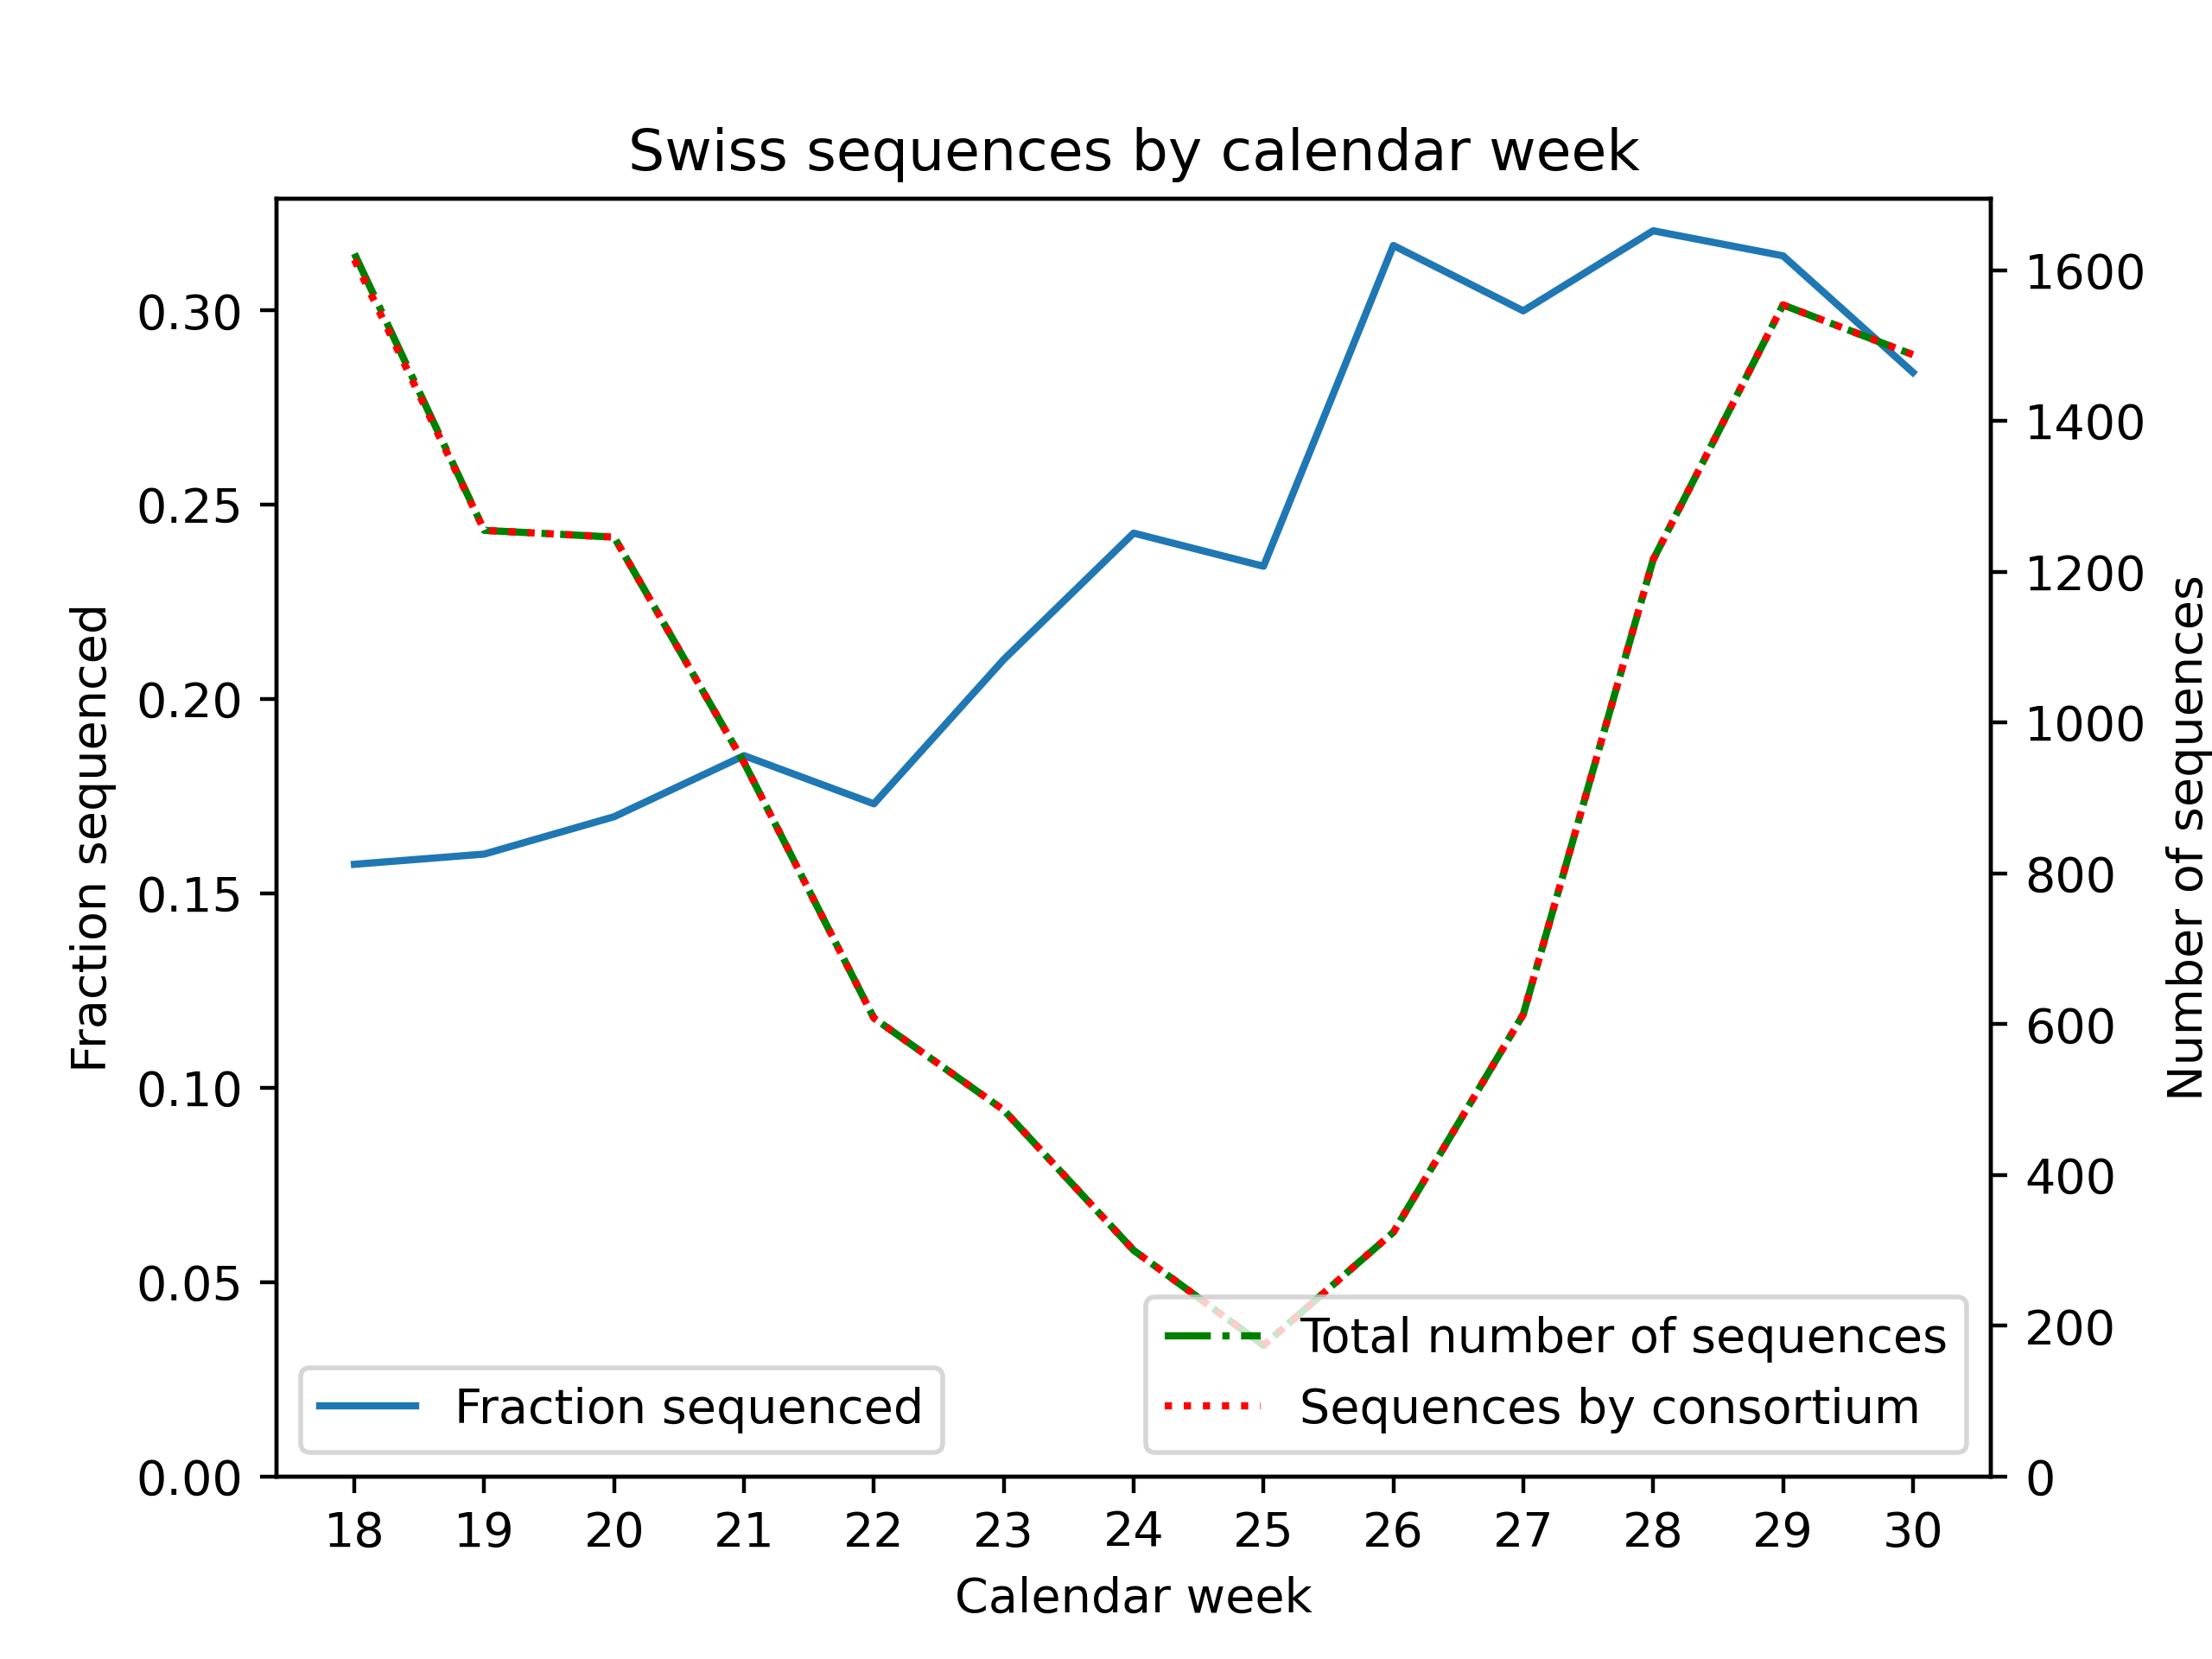 Swiss sequences by calendar week
Fraction sequenced
0.30
0.25
0.20
0.15
0.10
0.05
0.00
1600
1400
1200
1000
800
600
400
200
0
Number of sequences
Fraction sequenced
Total number of sequences
Sequences by consortium
18 19 20 21 22 23 24 25 26 27 28 29 30
Calendar week